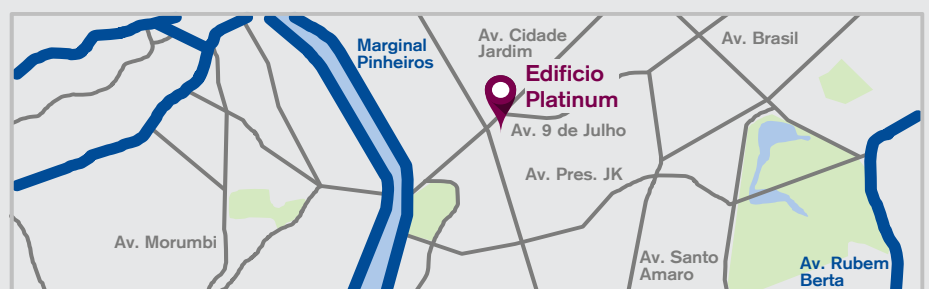 Av. Cidade
Jardim
Av. Brasil
Marginal
Pinheiros
Edificio
Platinum
Av. 9 de Julho
Av. Pres. JK
Av. Morumbi
Av. Santo
Amaro
Av. Rubem
Berta